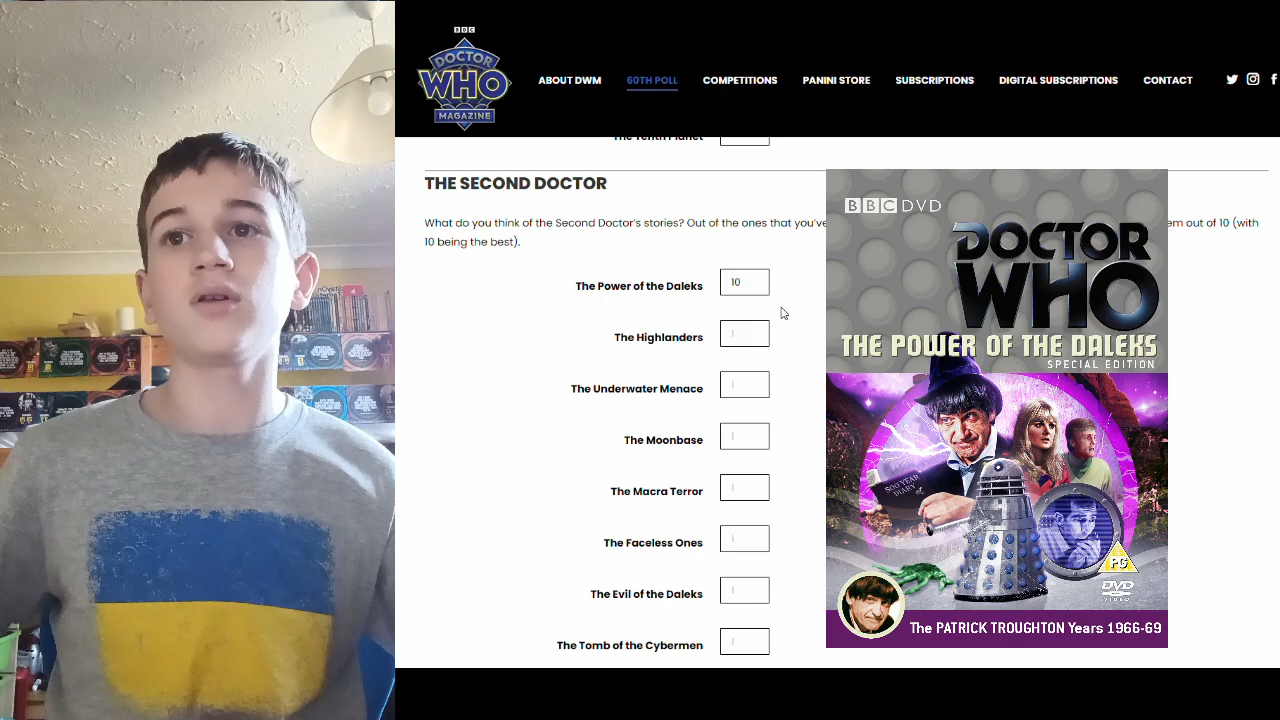 BBC
DOCTOR
WHO
MAGAZINE
ABOUT DWM
60TH POLL
COMPETITIONS
PANINI STORE
SUBSCRIPTIONS
DIGITAL SUBSCRIPTIONS
CONTACT
The Tenth Planet
THE SECOND DOCTOR
What do you think of the Second Doctor's stories? Out of the ones that you've
em out of 10 (with
10 being the best).
The Power of the Daleks 10
The Highlanders
The Underwater Menace
The Moonbase
The Macra Terror
The Faceless Ones
The Evil of the Daleks
The Tomb of the Cybermen
BBC DVD
DOCTOR
WHO
THE POWER OF THE DALEKS
SPECIAL EDITION
500 YEAR
DIARY
PG
DVD
VIDEO
The PATRICK TROUGHTON Years 1966-69